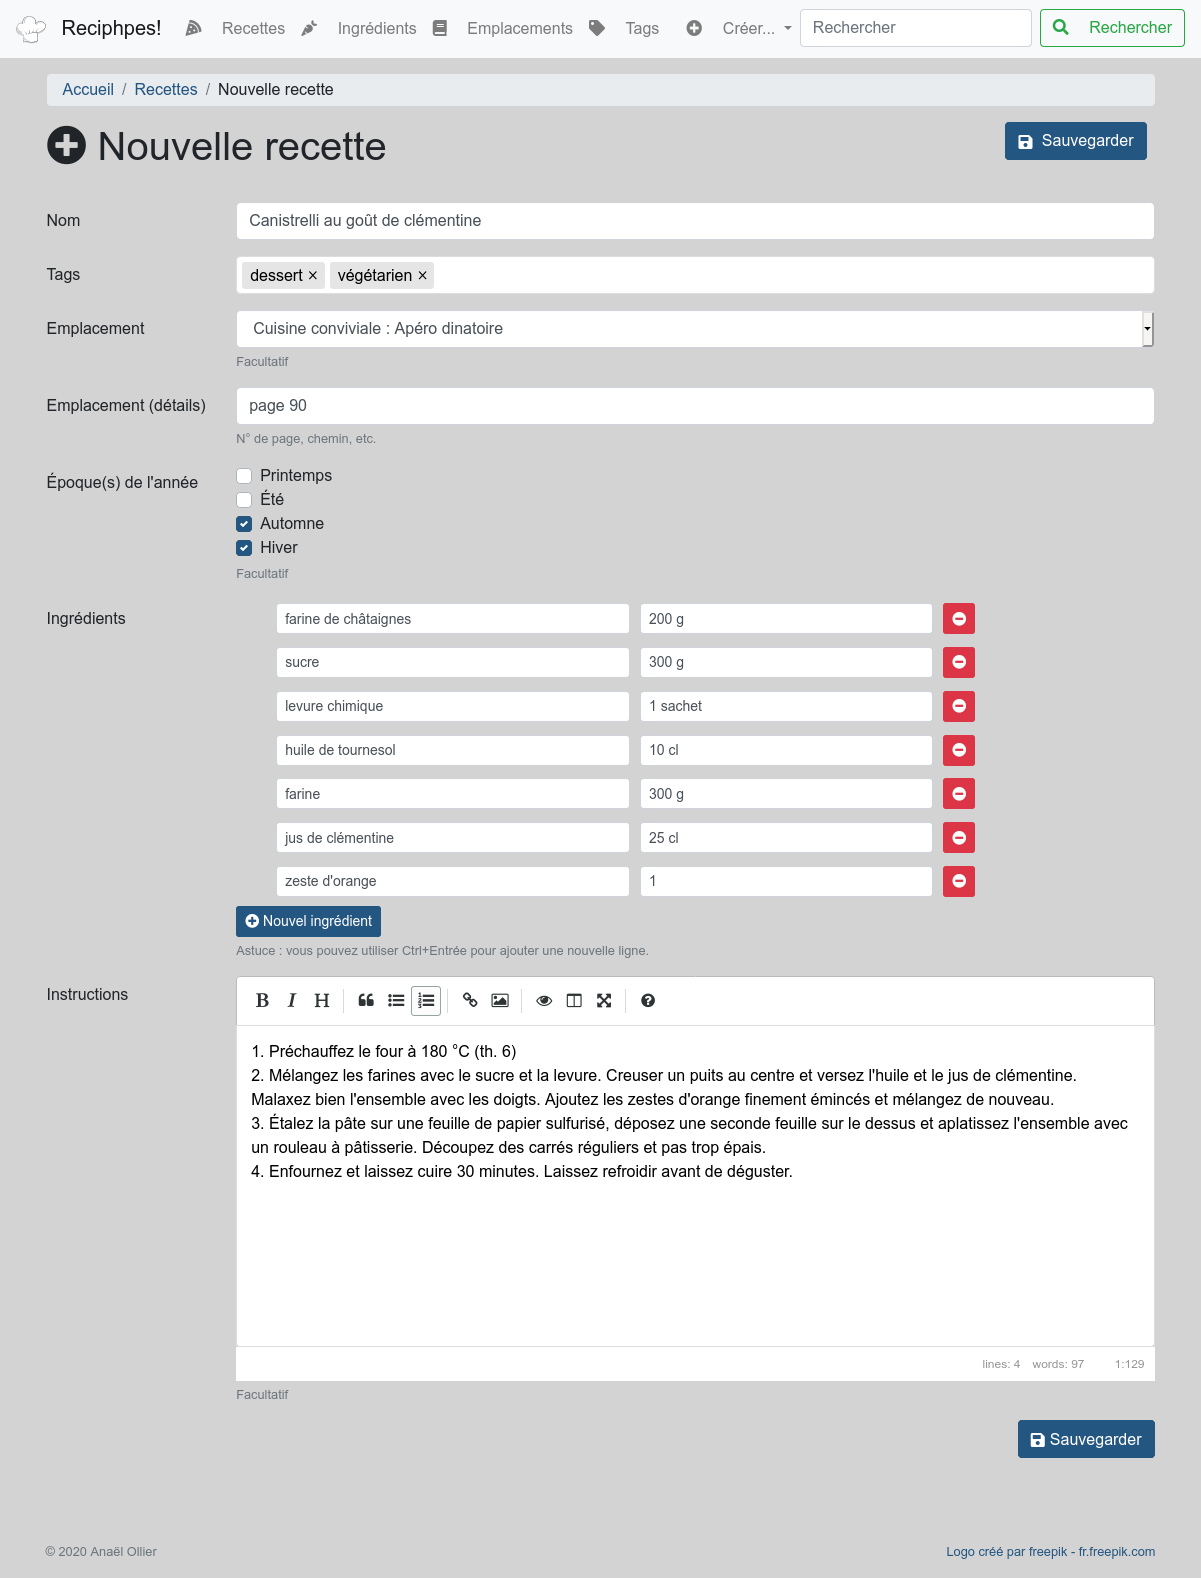 Reciphpes! Recettes Ingrédients Emplacements Tags Créer... Rechercher Rechercher
Accueil / Recettes / Nouvelle recette
Nouvelle recette
Sauvegarder
Nom
Canistrelli au goût de clémentine
Tags
dessert × végétarien ×
Emplacement
Cuisine conviviale : Apéro dinatoire
Facultatif
Emplacement (détails)
page 90
N° de page, chemin, etc.
Époque(s) de l'année
Printemps
Été
Automne
Hiver
Facultatif
Ingrédients
farine de châtaignes 200 g
sucre 300 g
levure chimique 1 sachet
huile de tournesol 10 cl
farine 300 g
jus de clémentine 25 cl
zeste d'orange 1
Nouvel ingrédient
Astuce : vous pouvez utiliser Ctrl+Entrée pour ajouter une nouvelle ligne.
Instructions
B I H
1. Préchauffez le four à 180 °C (th. 6)
2. Mélangez les farines avec le sucre et la levure. Creuser un puits au centre et versez l'huile et le jus de clémentine.
Malaxez bien l'ensemble avec les doigts. Ajoutez les zestes d'orange finement émincés et mélangez de nouveau.
3. Étalez la pâte sur une feuille de papier sulfurisé, déposez une seconde feuille sur le dessus et aplatissez l'ensemble avec
un rouleau à pâtisserie. Découpez des carrés réguliers et pas trop épais.
4. Enfournez et laissez cuire 30 minutes. Laissez refroidir avant de déguster.
lines: 4 words: 97 1:129
Facultatif
Sauvegarder
© 2020 Anaël Ollier
Logo créé par freepik - fr.freepik.com